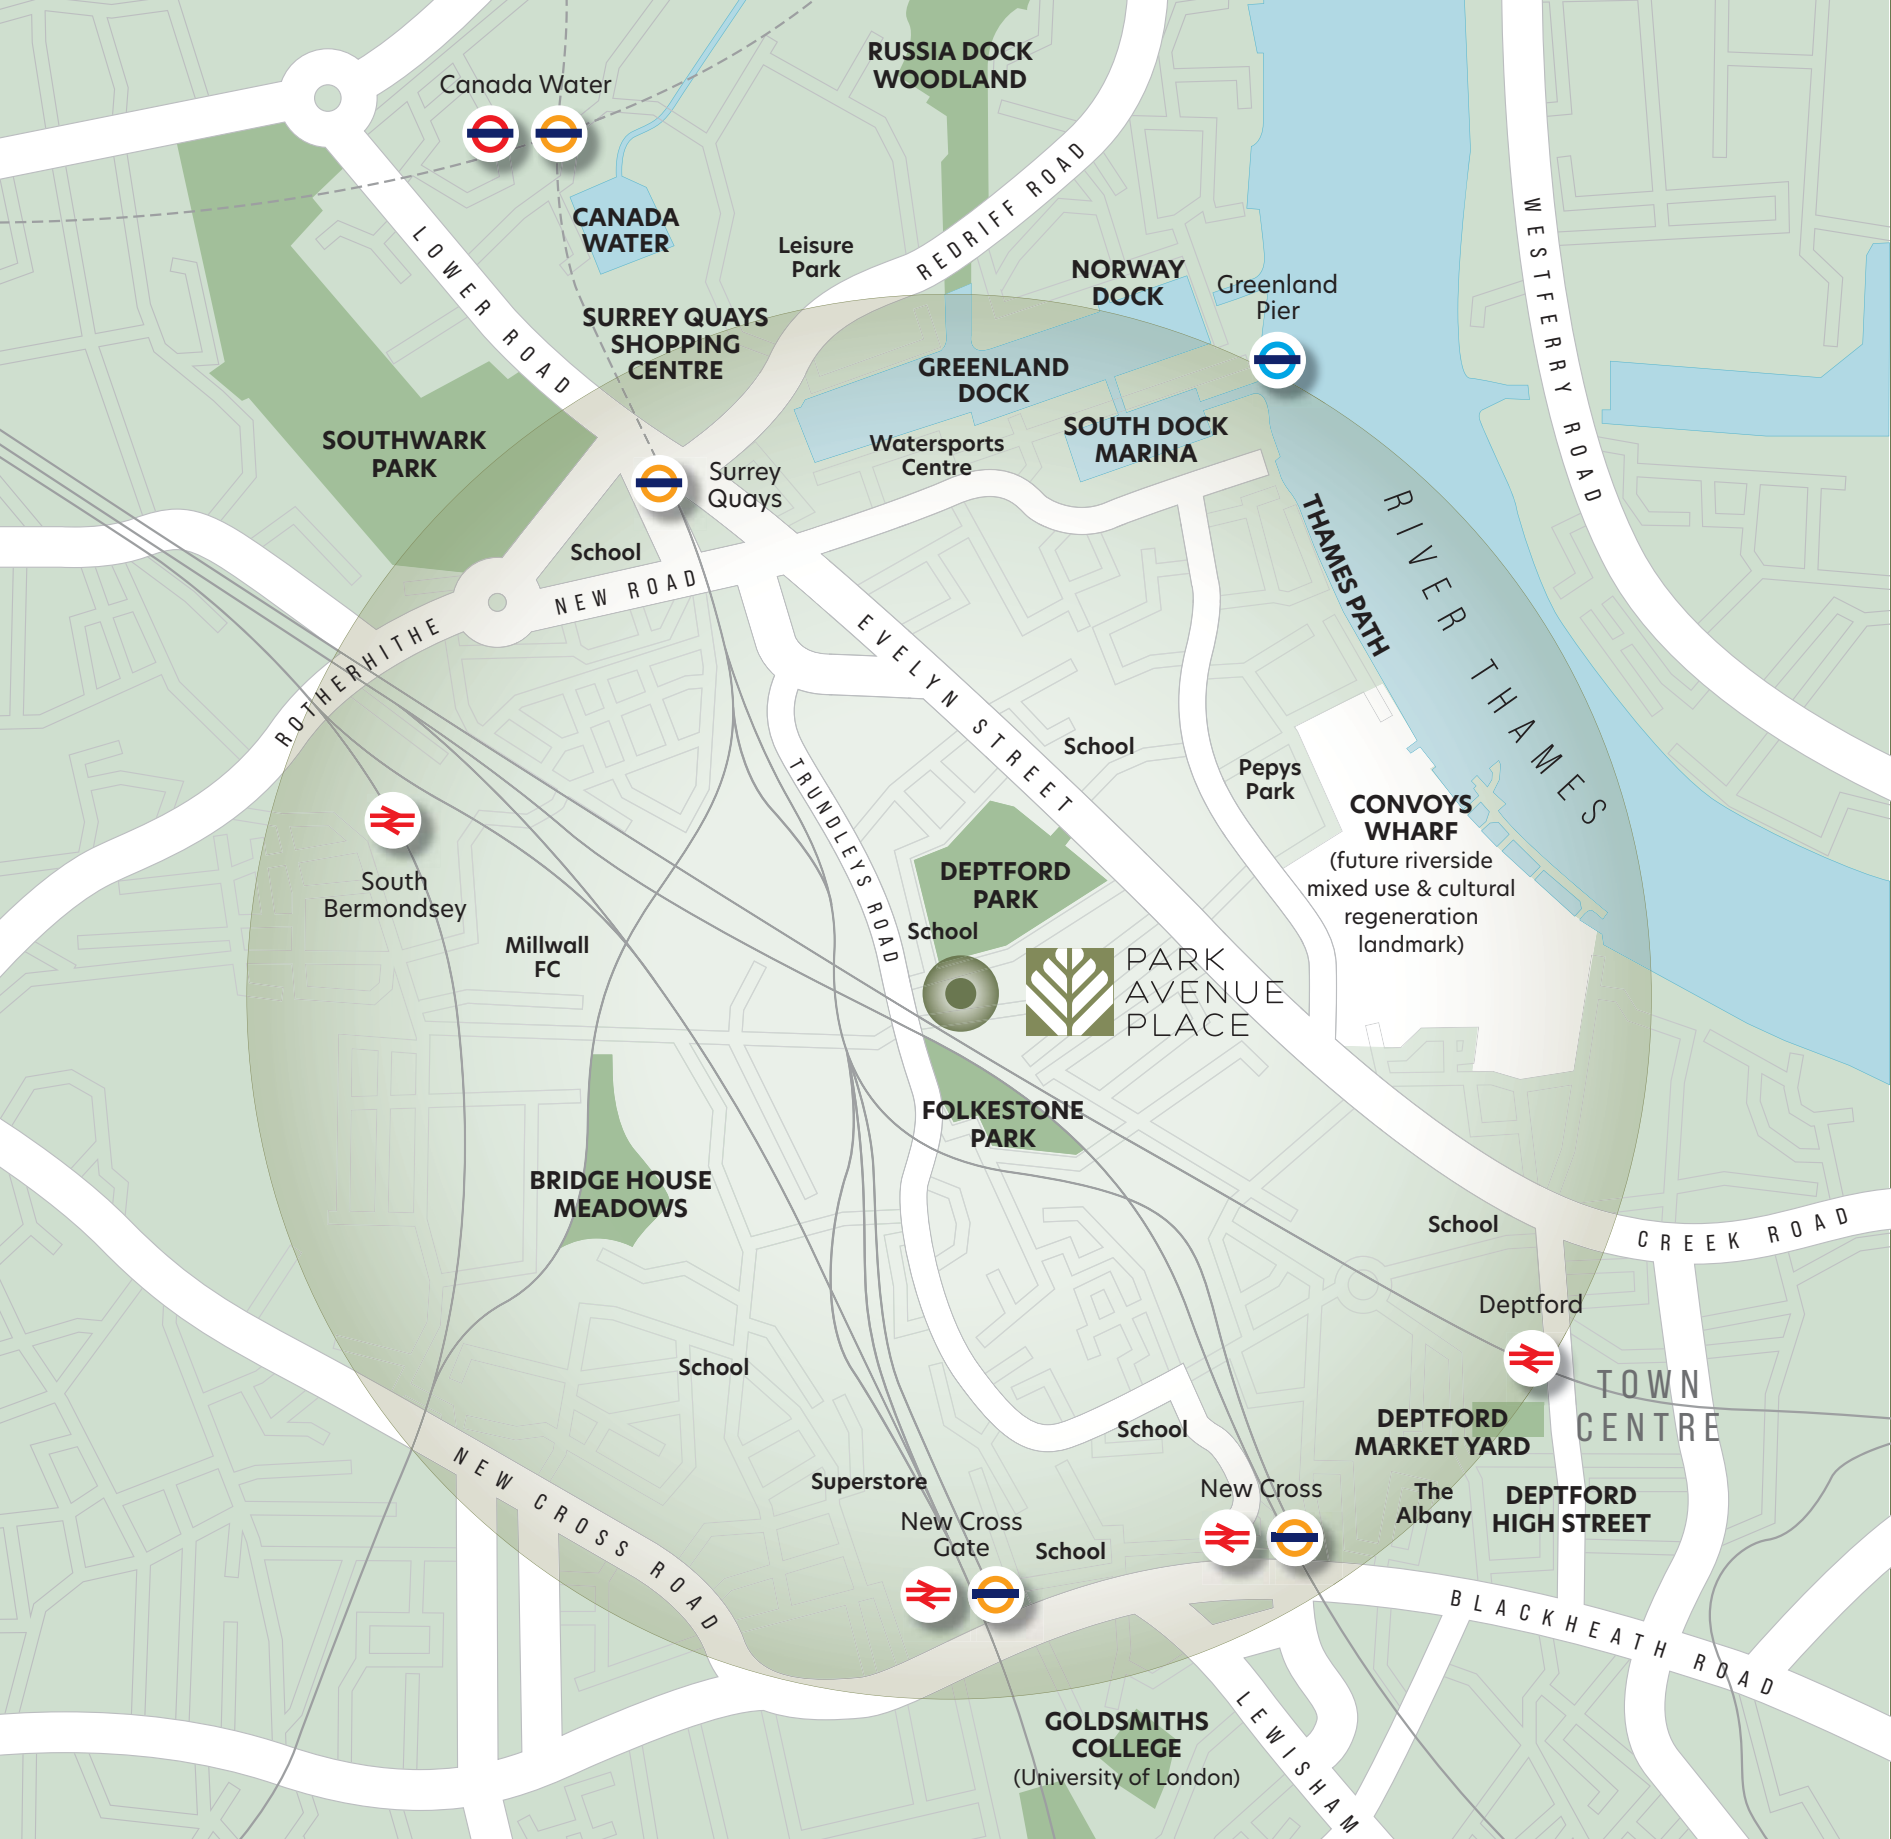 RUSSIA DOCK
WOODLAND
Canada Water
CANADA
WATER
LOWER ROAD
Leisure
Park
REDRIFF ROAD
NORWAY
DOCK
Greenland
Pier
WESTFERRY ROAD
SURREY QUAYS
SHOPPING
CENTRE
GREENLAND
DOCK
SOUTH DOCK
MARINA
Watersports
Centre
SOUTHWARK
PARK
Surrey
Quays
School
NEW ROAD
ROTHERHITHE
THAMES PATH
RIVER THAMES
EVELYN STREET
School
Pepys
Park
CONVOYS
WHARF
(future riverside
mixed use & cultural
regeneration
landmark)
TRUNDLEYS ROAD
South
Bermondsey
DEPTFORD
PARK
School
Millwall
FC
PARK
AVENUE
PLACE
FOLKESTONE
PARK
BRIDGE HOUSE
MEADOWS
School
CREEK ROAD
Deptford
TOWN
CENTRE
School
School
DEPTFORD
MARKET YARD
The
Albany
DEPTFORD
HIGH STREET
NEW CROSS ROAD
Superstore
New Cross
Gate
School
New Cross
BLACKHEATH ROAD
LEWISHAM
GOLDSMITHS
COLLEGE
(University of London)